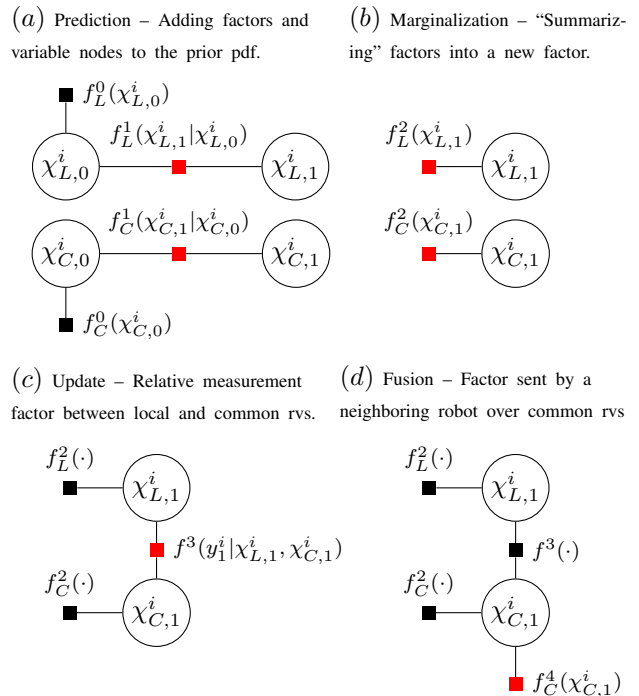 (a) Prediction – Adding factors and
variable nodes to the prior pdf.
f_L^0(χ_{L,0}^i)
f_L^1(χ_{L,1}^i|χ_{L,0}^i)
χ_{L,0}^i
χ_{L,1}^i
f_C^1(χ_{C,1}^i|χ_{C,0}^i)
χ_{C,0}^i
χ_{C,1}^i
f_C^0(χ_{C,0}^i)
(b) Marginalization – “Summariz-
ing” factors into a new factor.
f_L^2(χ_{L,1}^i)
χ_{L,1}^i
f_C^2(χ_{C,1}^i)
χ_{C,1}^i
(c) Update – Relative measurement
factor between local and common rvs.
f_L^2(·)
χ_{L,1}^i
f^3(y_1^i|χ_{L,1}^i, χ_{C,1}^i)
f_C^2(·)
χ_{C,1}^i
(d) Fusion – Factor sent by a
neighboring robot over common rvs
f_L^2(·)
χ_{L,1}^i
f^3(·)
f_C^2(·)
χ_{C,1}^i
f_C^4(χ_{C,1}^i)